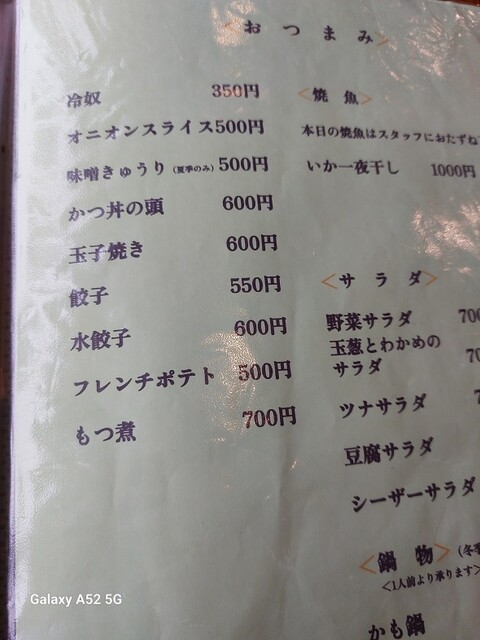 <おつまみ>
冷奴 350円
オニオンスライス500円
味噌きゅうり(夏季のみ)500円
かつ丼の頭 600円
玉子焼き 600円
餃子 550円
水餃子 600円
フレンチポテト 500円
もつ煮 700円
<焼魚>
本日の焼魚はスタッフにおたずね
いか一夜干し 1000円
<サラダ>
野菜サラダ 700
玉葱とわかめの
サラダ 70
ツナサラダ 7
豆腐サラダ
シーザーサラダ
<鍋物>(冬季
<1人前より承ります>
かも鍋
Galaxy A52 5G